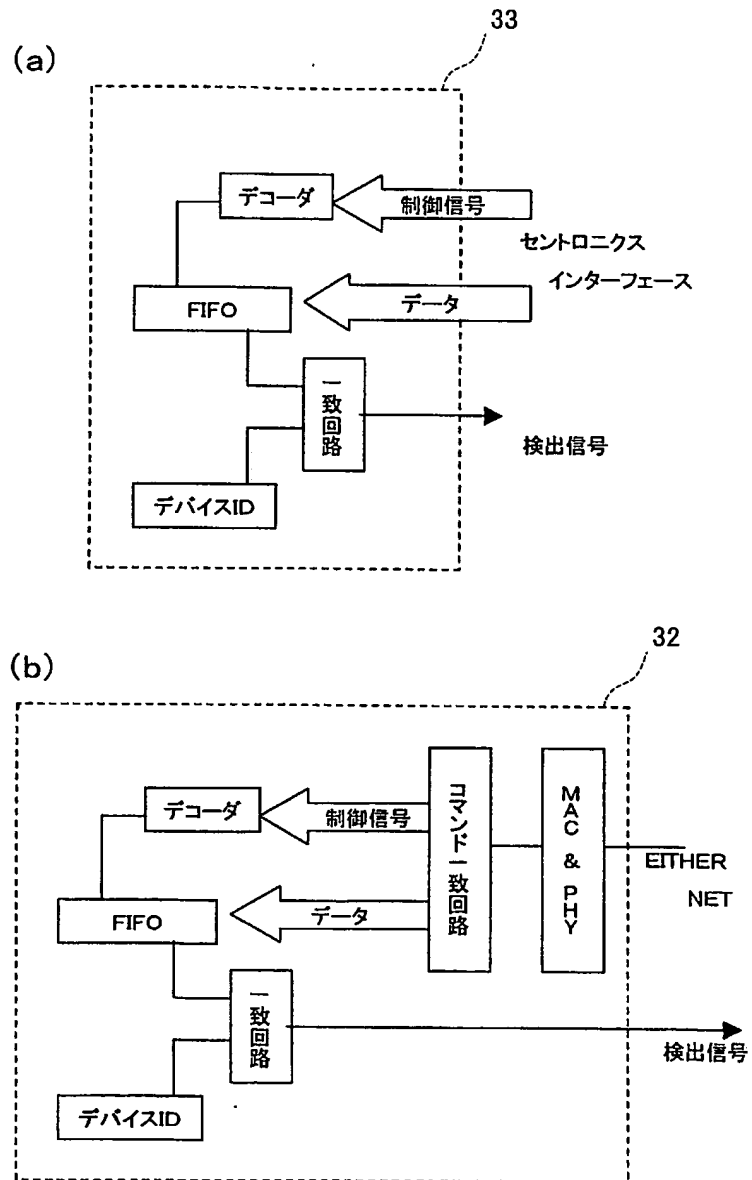 33
(a)
デコーダ
制御信号
セントロニクス
インターフェース
FIFO
データ
一致回路
検出信号
デバイスID
32
(b)
デコーダ
制御信号
コマンド一致回路
MAC & PHY
EITHER
NET
FIFO
データ
一致回路
検出信号
デバイスID